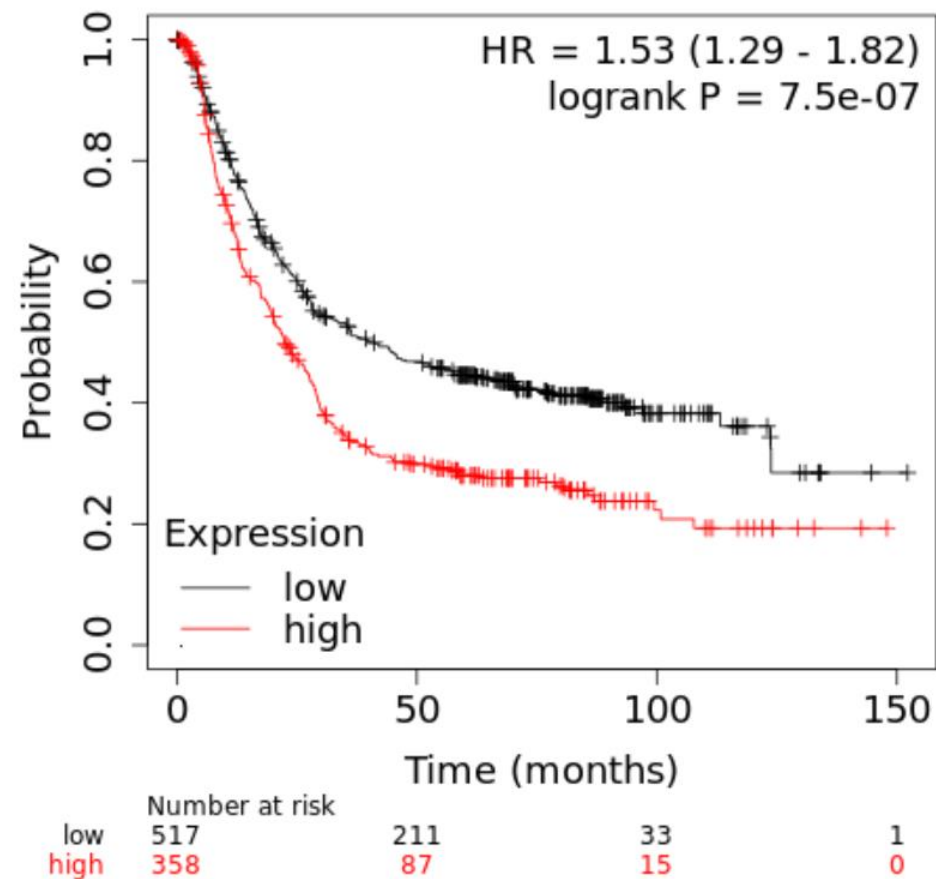 HR = 1.53 (1.29 - 1.82)
logrank P = 7.5e-07
Probability
1.0
0.8
0.6
0.4
0.2
0.0
Expression
low
high
0 50 100 150
Time (months)
Number at risk
low 517 211 33 1
high 358 87 15 0